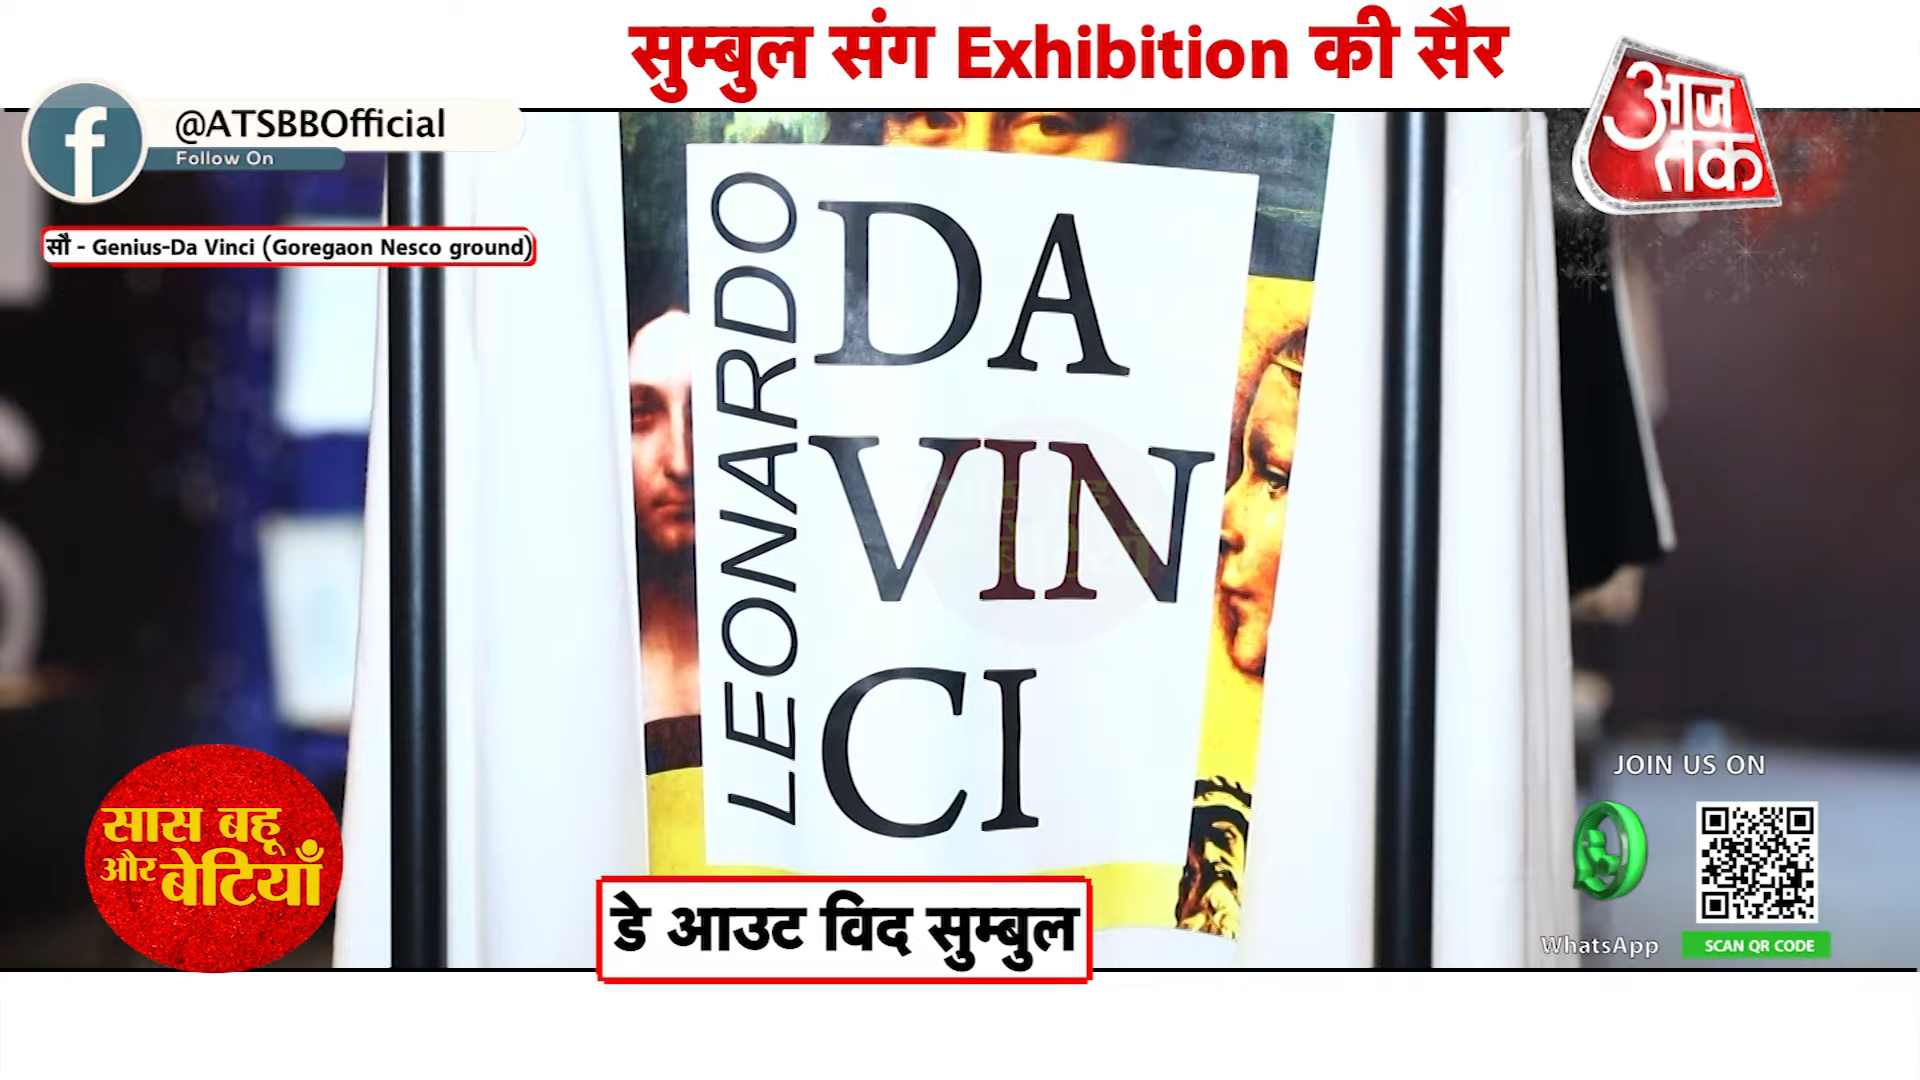 सुम्बुल संग Exhibition की सैर
आज
तक
@ATSBBOfficial
Follow On
सौ - Genius-Da Vinci (Goregaon Nesco ground)
LEONARDO
DA
VIN
CI
सास बहू
और बेटियाँ
डे आउट विद सुम्बुल
JOIN US ON
WhatsApp
SCAN QR CODE